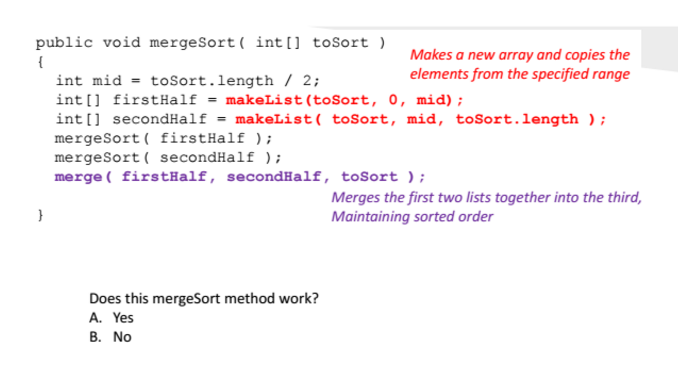 public void mergeSort( int[] toSort )
{
Makes a new array and copies the
elements from the specified range
int mid = toSort.length / 2;
int[] firstHalf = makeList(toSort, 0, mid);
int[] secondHalf = makeList( toSort, mid, toSort.length );
mergeSort( firstHalf );
mergeSort( secondHalf );
merge( firstHalf, secondHalf, toSort );
Merges the first two lists together into the third,
Maintaining sorted order
}
Does this mergeSort method work?
A. Yes
B. No